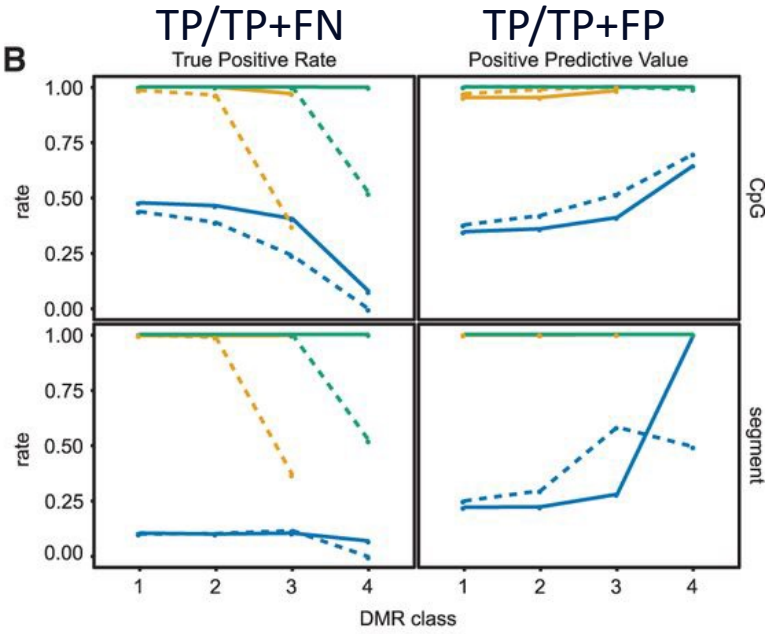 TP/TP+FN
TP/TP+FP
B
True Positive Rate
Positive Predictive Value
1.00
0.75
0.50
0.25
0.00
rate
CpG
1.00
0.75
0.50
0.25
0.00
rate
segment
1 2 3 4
1 2 3 4
DMR class